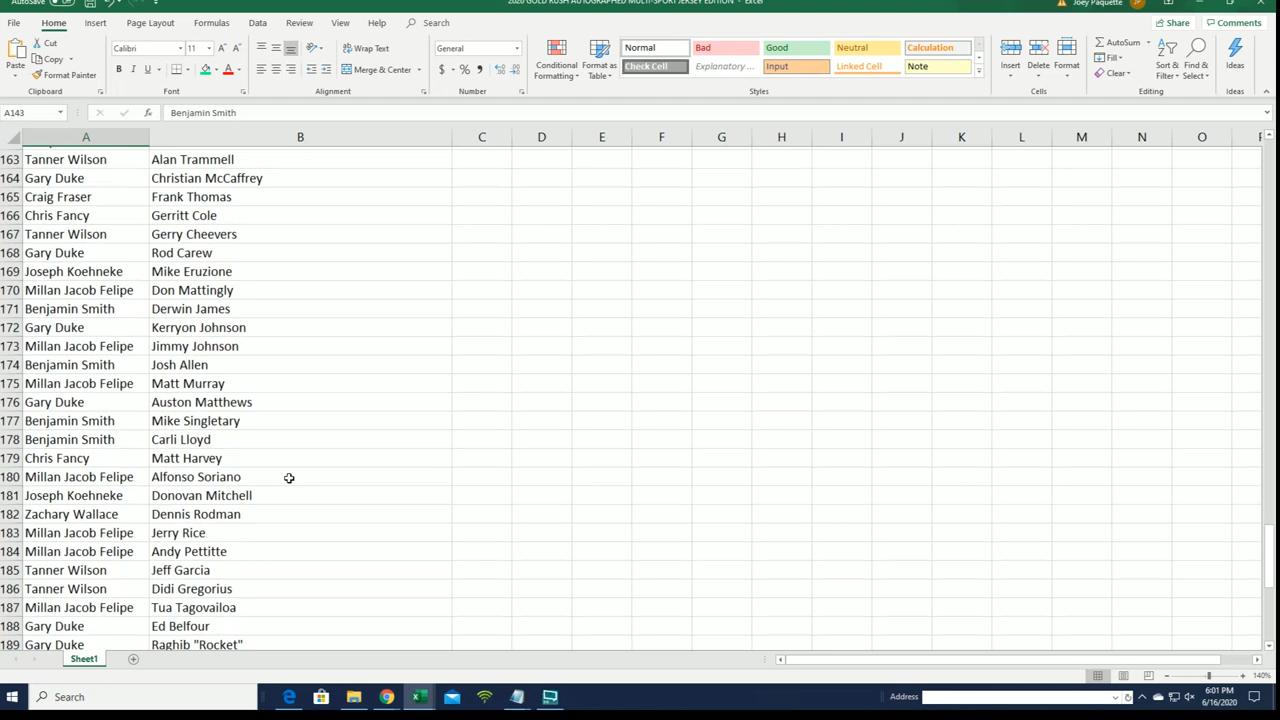 AutoSave
2020 GOLD RUSH AUTOGRAPHED MULTI-SPORT JERSEY EDITION - Excel
Joey Paquette JP
File Home Insert Page Layout Formulas Data Review View Help Search Share Comments
Cut
Copy
Format Painter
Paste
Clipboard
Calibri 11
B I U
Font
Wrap Text
Merge & Center
Alignment
General
$ %
Number
Conditional Formatting
Format as Table
Normal Bad Good Neutral Calculation
Check Cell Explanatory ... Input Linked Cell Note
Styles
Insert Delete Format
Cells
AutoSum
Fill
Clear
Sort & Filter
Find & Select
Editing
Ideas
Ideas
A143 fx Benjamin Smith
A B C D E F G H I J K L M N O
163 Tanner Wilson Alan Trammell
164 Gary Duke Christian McCaffrey
165 Craig Fraser Frank Thomas
166 Chris Fancy Gerritt Cole
167 Tanner Wilson Gerry Cheevers
168 Gary Duke Rod Carew
169 Joseph Koehneke Mike Eruzione
170 Millan Jacob Felipe Don Mattingly
171 Benjamin Smith Derwin James
172 Gary Duke Kerryon Johnson
173 Millan Jacob Felipe Jimmy Johnson
174 Benjamin Smith Josh Allen
175 Millan Jacob Felipe Matt Murray
176 Gary Duke Auston Matthews
177 Benjamin Smith Mike Singletary
178 Benjamin Smith Carli Lloyd
179 Chris Fancy Matt Harvey
180 Millan Jacob Felipe Alfonso Soriano
181 Joseph Koehneke Donovan Mitchell
182 Zachary Wallace Dennis Rodman
183 Millan Jacob Felipe Jerry Rice
184 Millan Jacob Felipe Andy Pettitte
185 Tanner Wilson Jeff Garcia
186 Tanner Wilson Didi Gregorius
187 Millan Jacob Felipe Tua Tagovailoa
188 Gary Duke Ed Belfour
189 Gary Duke Raghib "Rocket"
Sheet1
140%
Search
Address
6:01 PM
6/16/2020